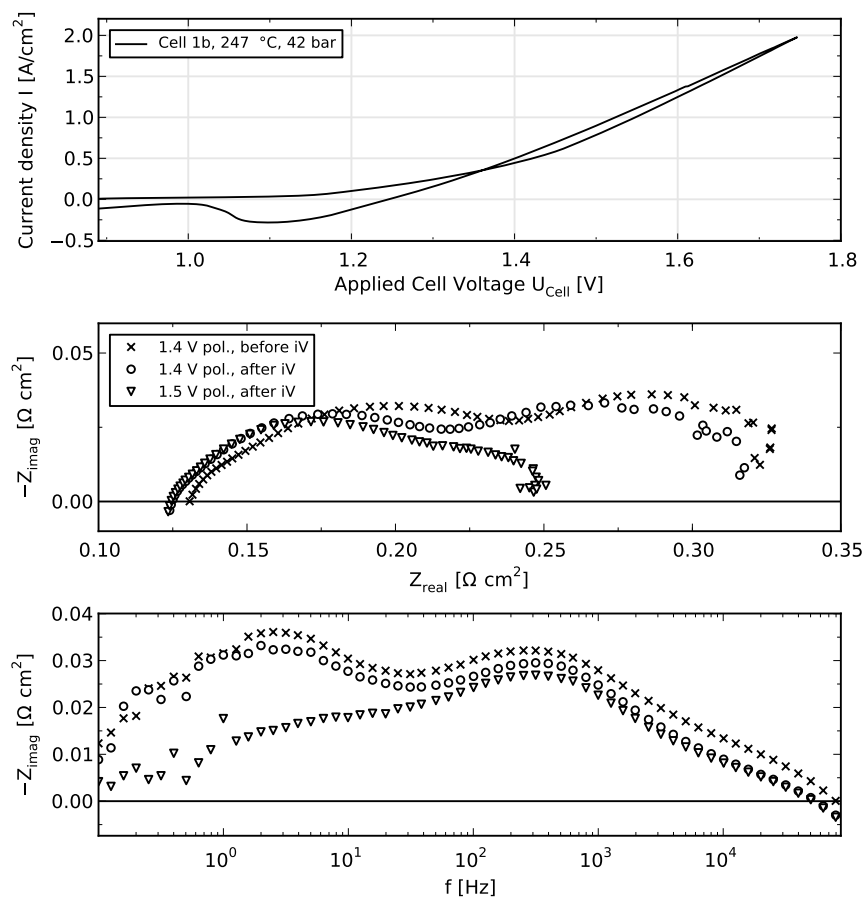 Current density I [A/cm²]
2.0
1.5
1.0
0.5
0.0
−0.5
Cell 1b, 247 °C, 42 bar
1.0 1.2 1.4 1.6 1.8
Applied Cell Voltage U_Cell [V]
−Z_imag [Ω cm²]
0.05
0.00
1.4 V pol., before iV
1.4 V pol., after iV
1.5 V pol., after iV
0.10 0.15 0.20 0.25 0.30 0.35
Z_real [Ω cm²]
−Z_imag [Ω cm²]
0.04
0.03
0.02
0.01
0.00
10⁰ 10¹ 10² 10³ 10⁴
f [Hz]